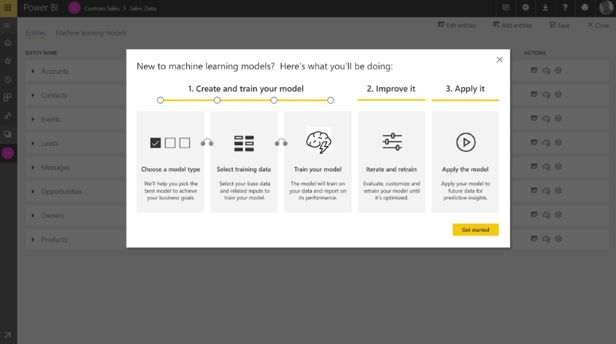 Power BI Contoso Sales > Sales_Data
Edit entities Add entities Save Close
Entities Machine learning models
ENTITY NAME ACTIONS
Accounts
Contacts
Events
Leads
Messages
Opportunities
Owners
Products
New to machine learning models? Here's what you'll be doing:
1. Create and train your model 2. Improve it 3. Apply it
Choose a model type
We'll help you pick the
best model to achieve
your business goals.
Select training data
Select your base data
and related inputs to
train your model.
Train your model
The model will train on
your data and report on
its performance.
Iterate and retrain
Evaluate, customize and
retrain your model until
it's optimized.
Apply the model
Apply your model to
future data for
predictive insights.
Get started